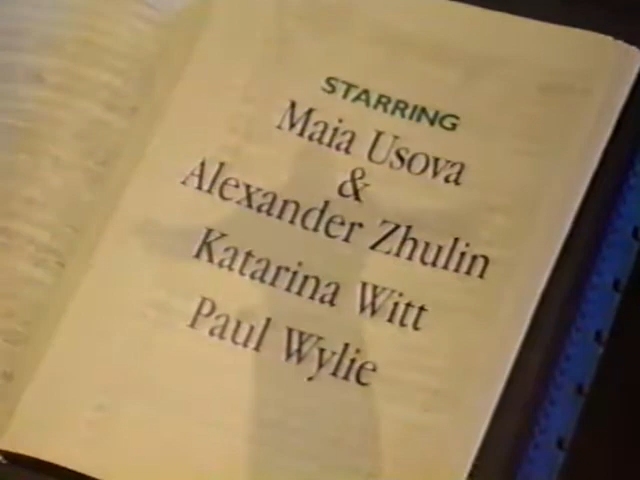 STARRING
Maia Usova
&
Alexander Zhulin
Katarina Witt
Paul Wylie